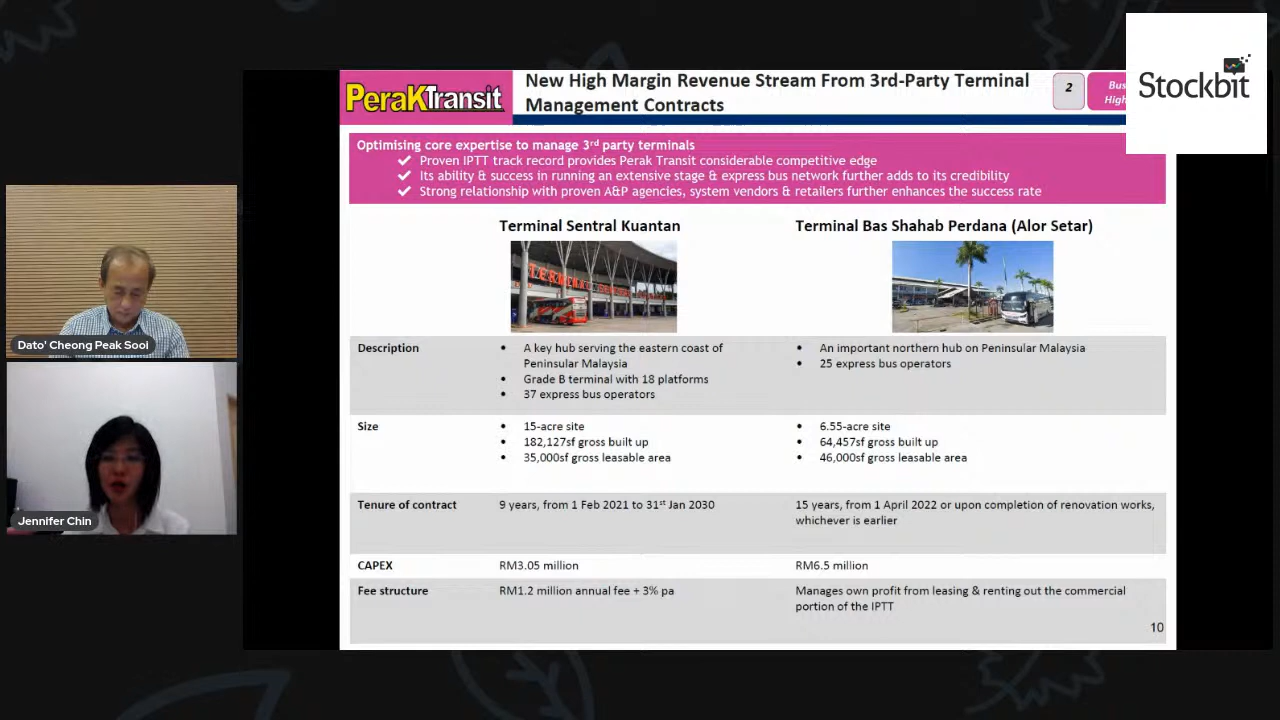 Stockbit
PeraKTransit
New High Margin Revenue Stream From 3rd-Party Terminal
Management Contracts
2
Bus
High
Optimising core expertise to manage 3rd party terminals
✓ Proven IPTT track record provides Perak Transit considerable competitive edge
✓ Its ability & success in running an extensive stage & express bus network further adds to its credibility
✓ Strong relationship with proven A&P agencies, system vendors & retailers further enhances the success rate
Terminal Sentral Kuantan
Terminal Bas Shahab Perdana (Alor Setar)
TERMINAL
Description
• A key hub serving the eastern coast of
Peninsular Malaysia
• Grade B terminal with 18 platforms
• 37 express bus operators
• An important northern hub on Peninsular Malaysia
• 25 express bus operators
Size
• 15-acre site
• 182,127sf gross built up
• 35,000sf gross leasable area
• 6.55-acre site
• 64,457sf gross built up
• 46,000sf gross leasable area
Tenure of contract
9 years, from 1 Feb 2021 to 31st Jan 2030
15 years, from 1 April 2022 or upon completion of renovation works,
whichever is earlier
CAPEX
RM3.05 million
RM6.5 million
Fee structure
RM1.2 million annual fee + 3% pa
Manages own profit from leasing & renting out the commercial
portion of the IPTT
10
Dato' Cheong Peak Sooi
Jennifer Chin